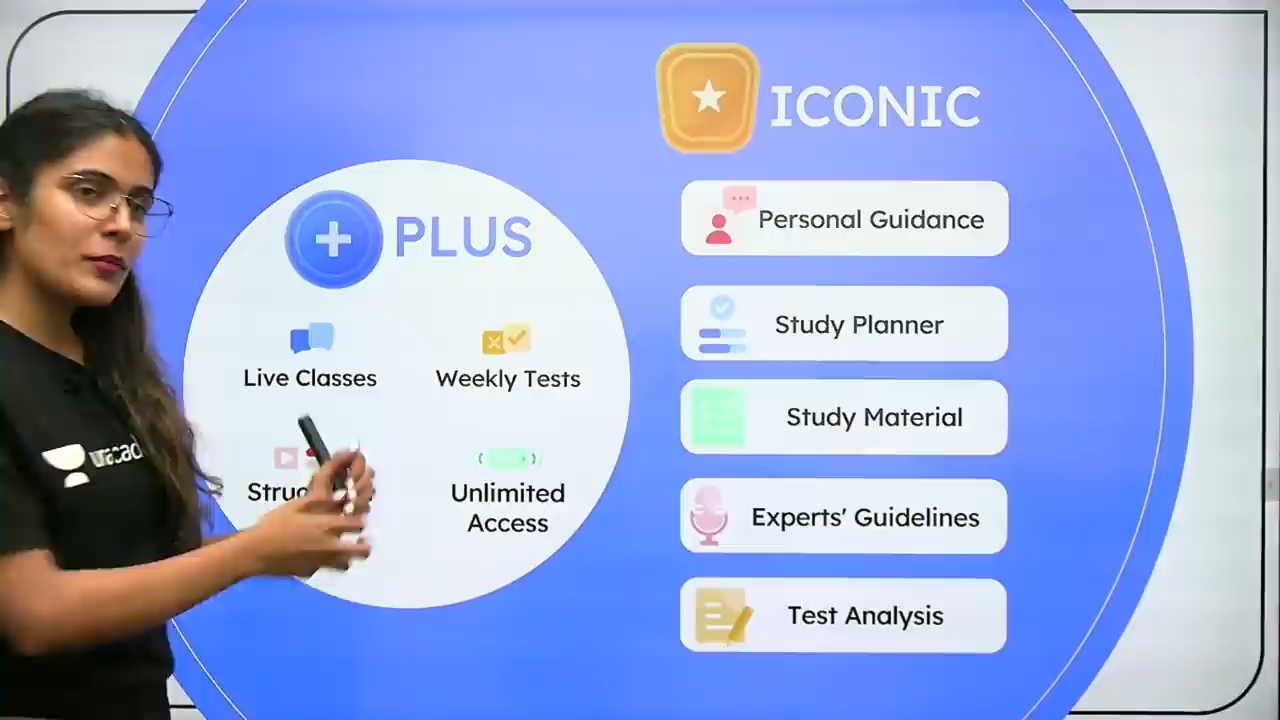 ICONIC
PLUS
Personal Guidance
Live Classes
Weekly Tests
Study Planner
Study Material
Unlimited
Access
Experts' Guidelines
Test Analysis